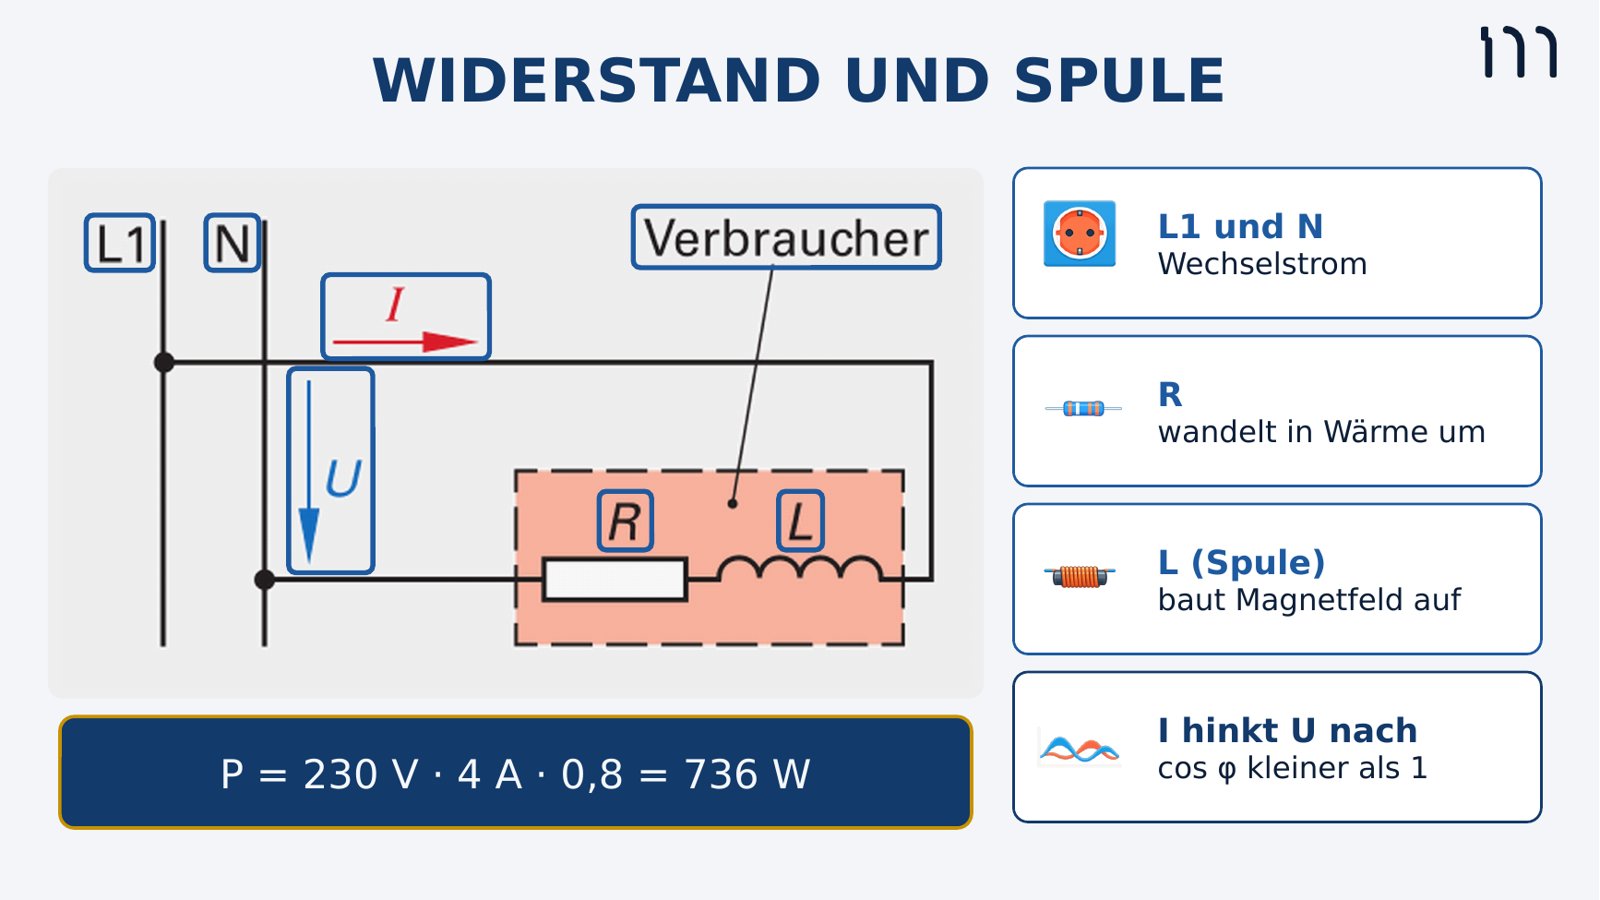 WIDERSTAND UND SPULE
m
L1
N
Verbraucher
I
U
R
L
P = 230 V · 4 A · 0,8 = 736 W
L1 und N
Wechselstrom
R
wandelt in Wärme um
L (Spule)
baut Magnetfeld auf
I hinkt U nach
cos φ kleiner als 1